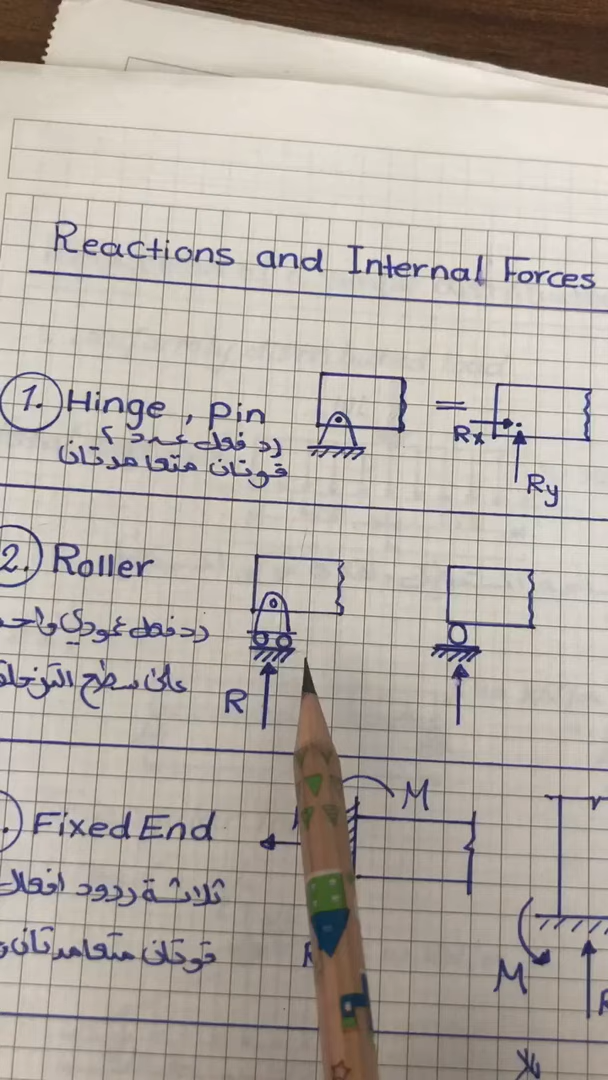 Reactions and Internal Forces
1. Hinge, Pin
رد فعل عدد ٢
قوتان متعامدتان
=
Rx
Ry
2. Roller
رد فعل عمودي واحد
على سطح التزحلق
R
Fixed End
M
ثلاثة ردود افعال
قوتان متعامدتان و
M
R